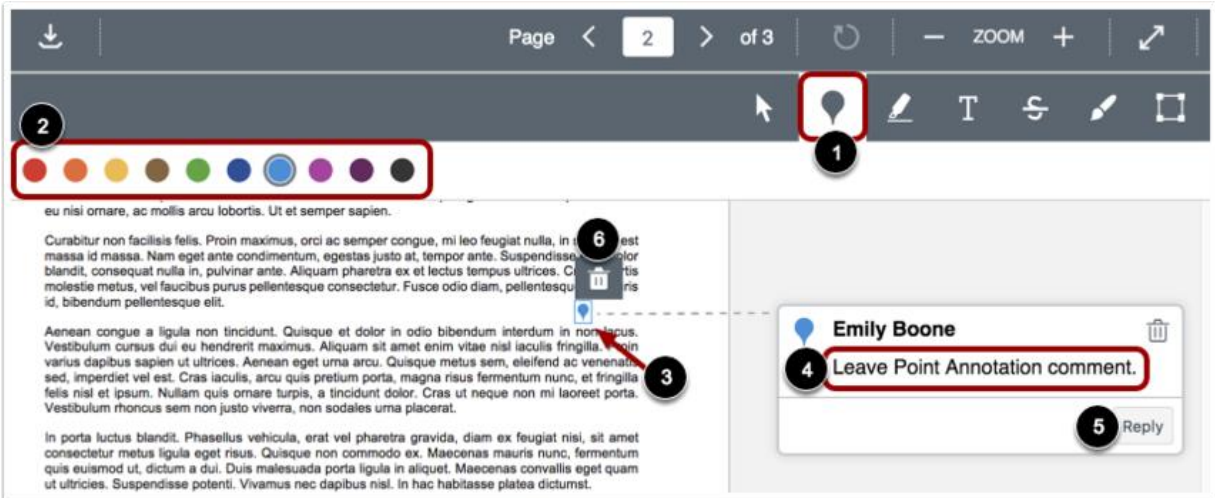 Page 2 of 3 ZOOM
T S
1
2
eu nisi ornare, ac mollis arcu lobortis. Ut et semper sapien.
Curabitur non facilisis felis. Proin maximus, orci ac semper congue, mi leo feugiat nulla, in est
massa id massa. Nam eget ante condimentum, egestas justo at, tempor ante. Suspendisse olor
blandit, consequat nulla in, pulvinar ante. Aliquam pharetra ex et lectus tempus ultrices. C rtis
molestie metus, vel faucibus purus pellentesque consectetur. Fusce odio diam, pellentesqu ris
id, bibendum pellentesque elit.
6
Aenean congue a ligula non tincidunt. Quisque et dolor in odio bibendum interdum in non lacus.
Vestibulum cursus dui eu hendrerit maximus. Aliquam sit amet enim vitae nisl iaculis fringilla. oin
varius dapibus sapien ut ultrices. Aenean eget urna arcu. Quisque metus sem, eleifend ac venenatis
sed, imperdiet vel est. Cras iaculis, arcu quis pretium porta, magna risus fermentum nunc, et fringilla
felis nisl et ipsum. Nullam quis ornare turpis, a tincidunt dolor. Cras ut neque non mi laoreet porta.
Vestibulum rhoncus sem non justo viverra, non sodales urna placerat.
3
In porta luctus blandit. Phasellus vehicula, erat vel pharetra gravida, diam ex feugiat nisi, sit amet
consectetur metus ligula eget risus. Quisque non commodo ex. Maecenas mauris nunc, fermentum
quis euismod ut, dictum a dui. Duis malesuada porta ligula in aliquet. Maecenas convallis eget quam
ut ultricies. Suspendisse potenti. Vivamus nec dapibus nisl. In hac habitasse platea dictumst.
Emily Boone
4 Leave Point Annotation comment.
5 Reply